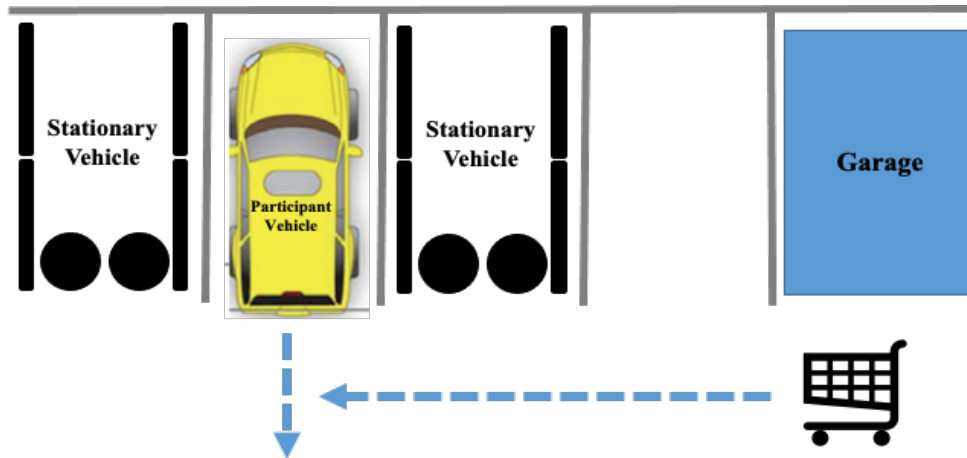 Stationary
Vehicle
Participant
Vehicle
Stationary
Vehicle
Garage